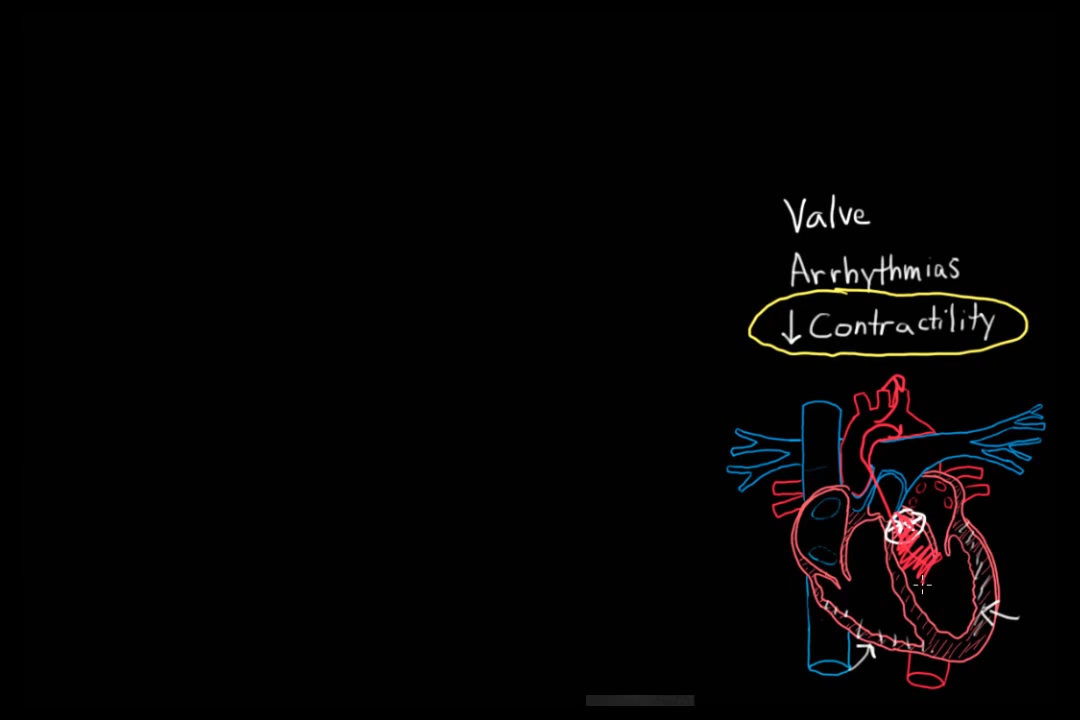 Valve
Arrhythmias
↓ Contractility